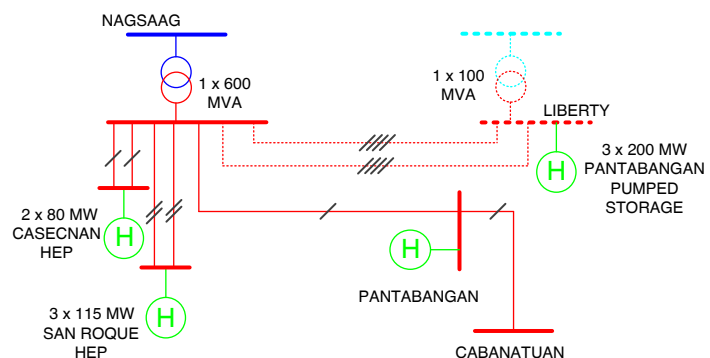 NAGSAAG
1 x 600
MVA
1 x 100
MVA
LIBERTY
H
3 x 200 MW
PANTABANGAN
PUMPED
STORAGE
2 x 80 MW
CASECNAN
HEP
H
H
PANTABANGAN
3 x 115 MW
SAN ROQUE
HEP
H
CABANATUAN